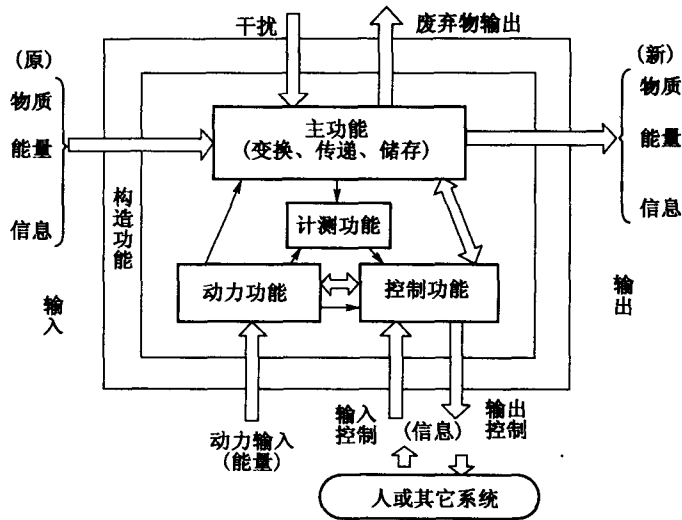 干扰
废弃物输出
(原)
物质
能量
信息
输入
(新)
物质
能量
信息
输出
构造功能
主功能
(变换、传递、储存)
计测功能
动力功能
控制功能
动力输入
(能量)
输入
控制
(信息)
输出
控制
人或其它系统